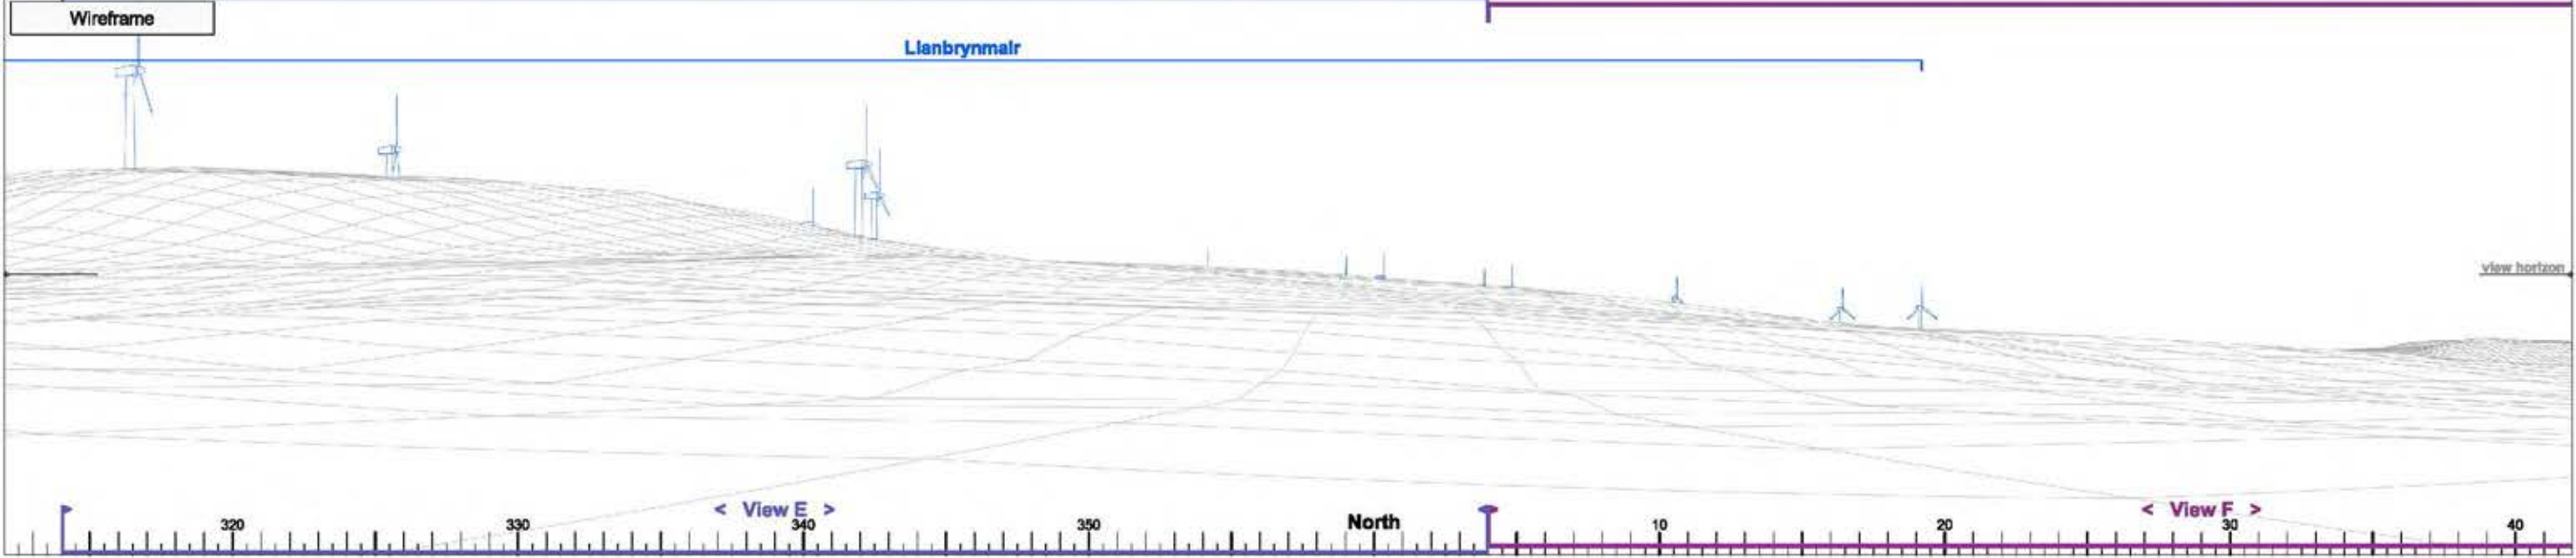 Wireframe
Llanbrynmair
view horizon
< View E >
< View F >
320 330 340 350 North 10 20 30 40